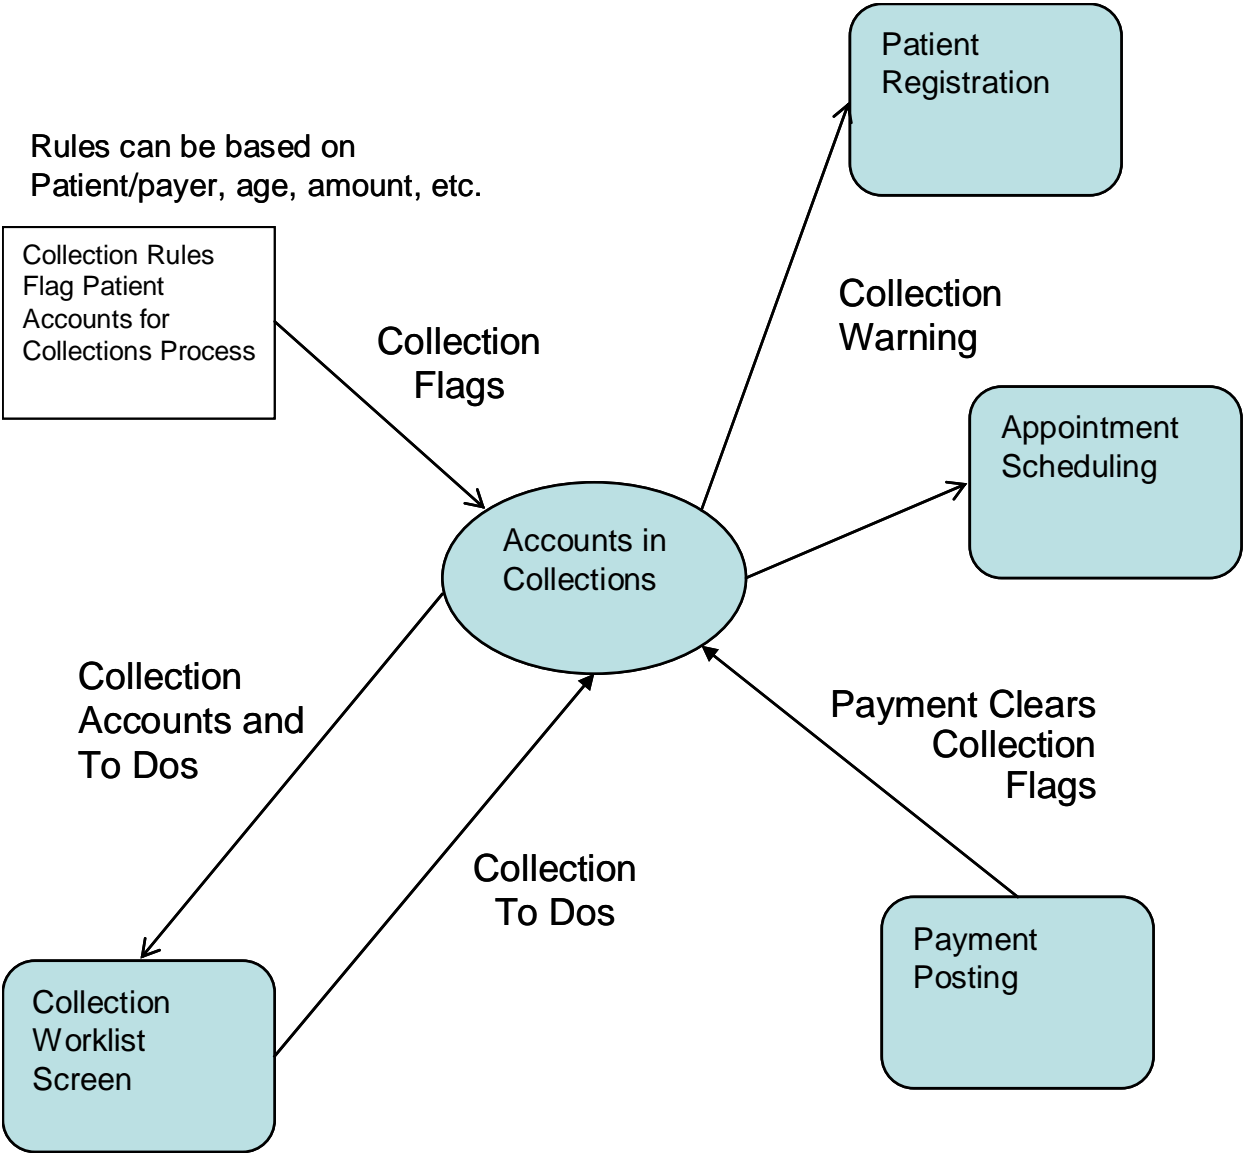 Patient
Registration
Rules can be based on
Patient/payer, age, amount, etc.
Collection Rules
Flag Patient
Accounts for
Collections Process
Collection
Flags
Collection
Warning
Appointment
Scheduling
Accounts in
Collections
Collection
Accounts and
To Dos
Payment Clears
Collection
Flags
Collection
To Dos
Payment
Posting
Collection
Worklist
Screen